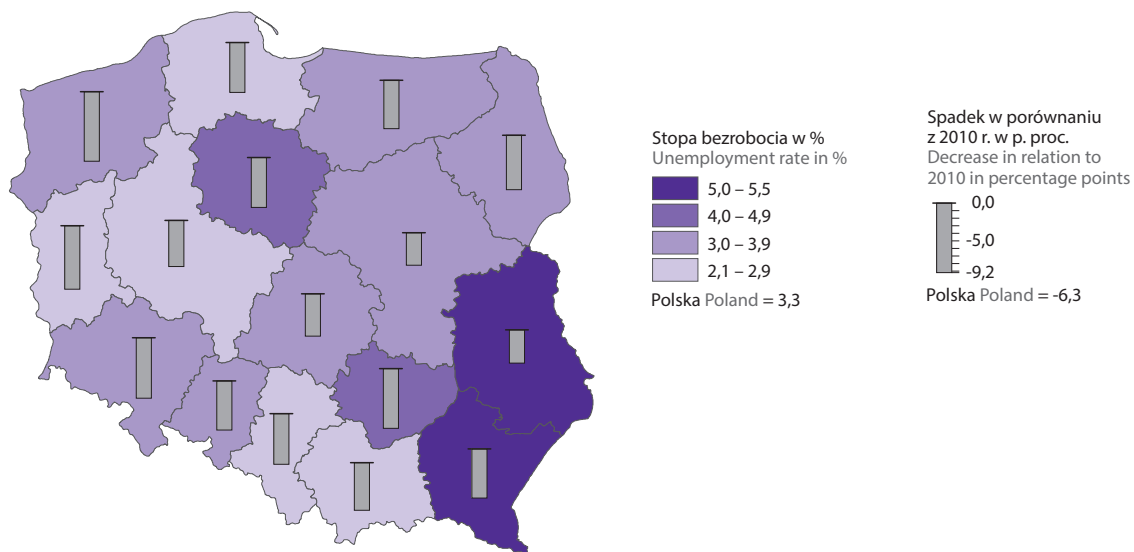 Stopa bezrobocia w %
Unemployment rate in %
5,0 – 5,5
4,0 – 4,9
3,0 – 3,9
2,1 – 2,9
Polska Poland = 3,3
Spadek w porównaniu
z 2010 r. w p. proc.
Decrease in relation to
2010 in percentage points
0,0
-5,0
-9,2
Polska Poland = -6,3